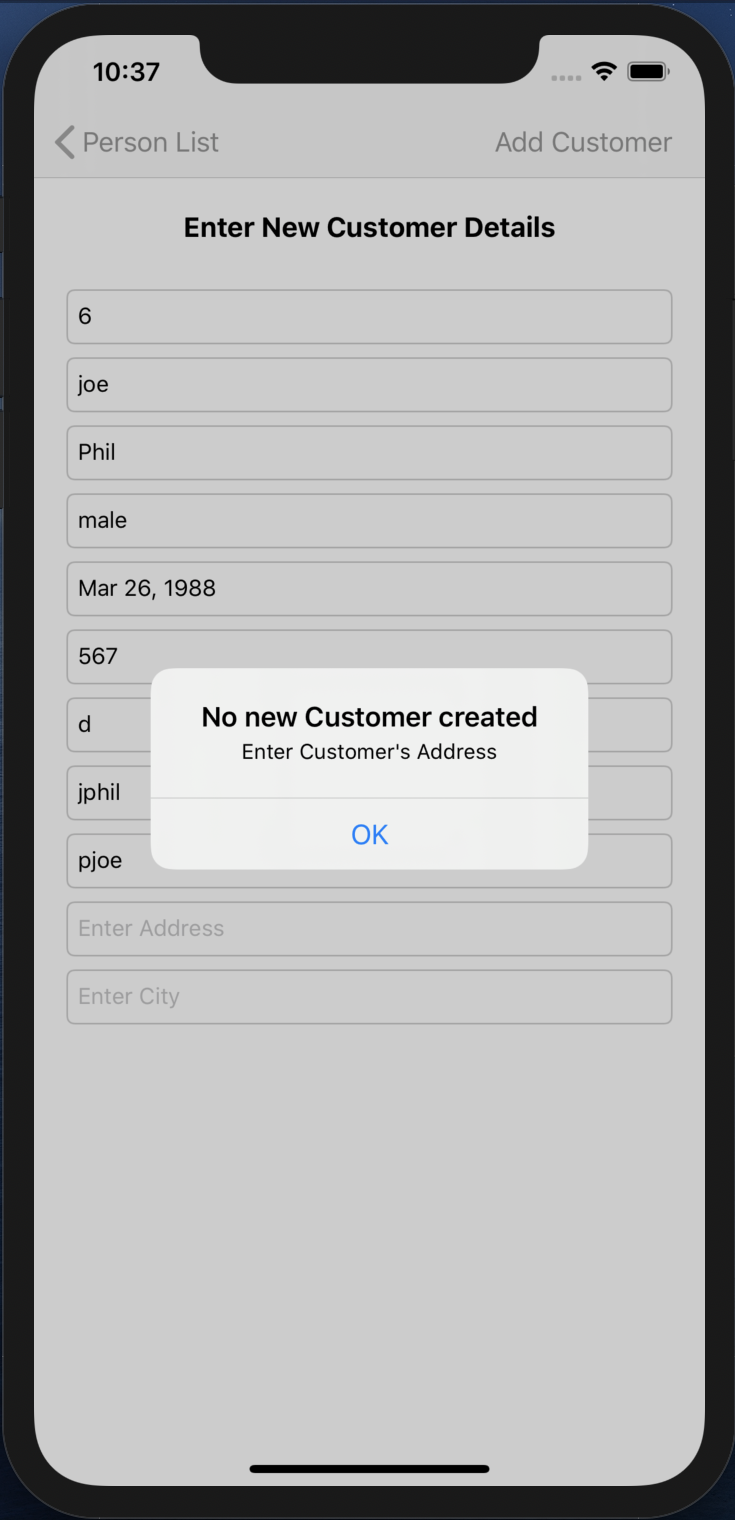 10:37
Person List
Add Customer
Enter New Customer Details
6
joe
Phil
male
Mar 26, 1988
567
d
jphil
pjoe
No new Customer created
Enter Customer's Address
OK
Enter Address
Enter City